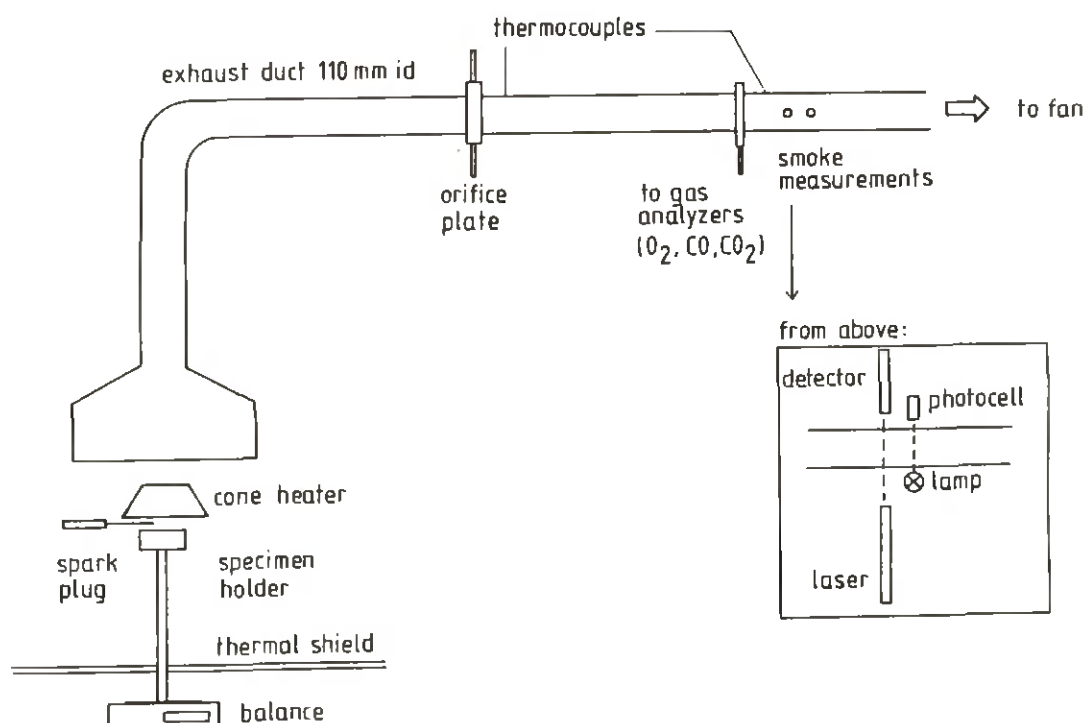 thermocouples
exhaust duct 110 mm id
to fan
orifice
plate
to gas
analyzers
(O₂, CO, CO₂)
smoke
measurements
from above:
detector
photocell
lamp
laser
cone heater
spark
plug
specimen
holder
thermal shield
balance